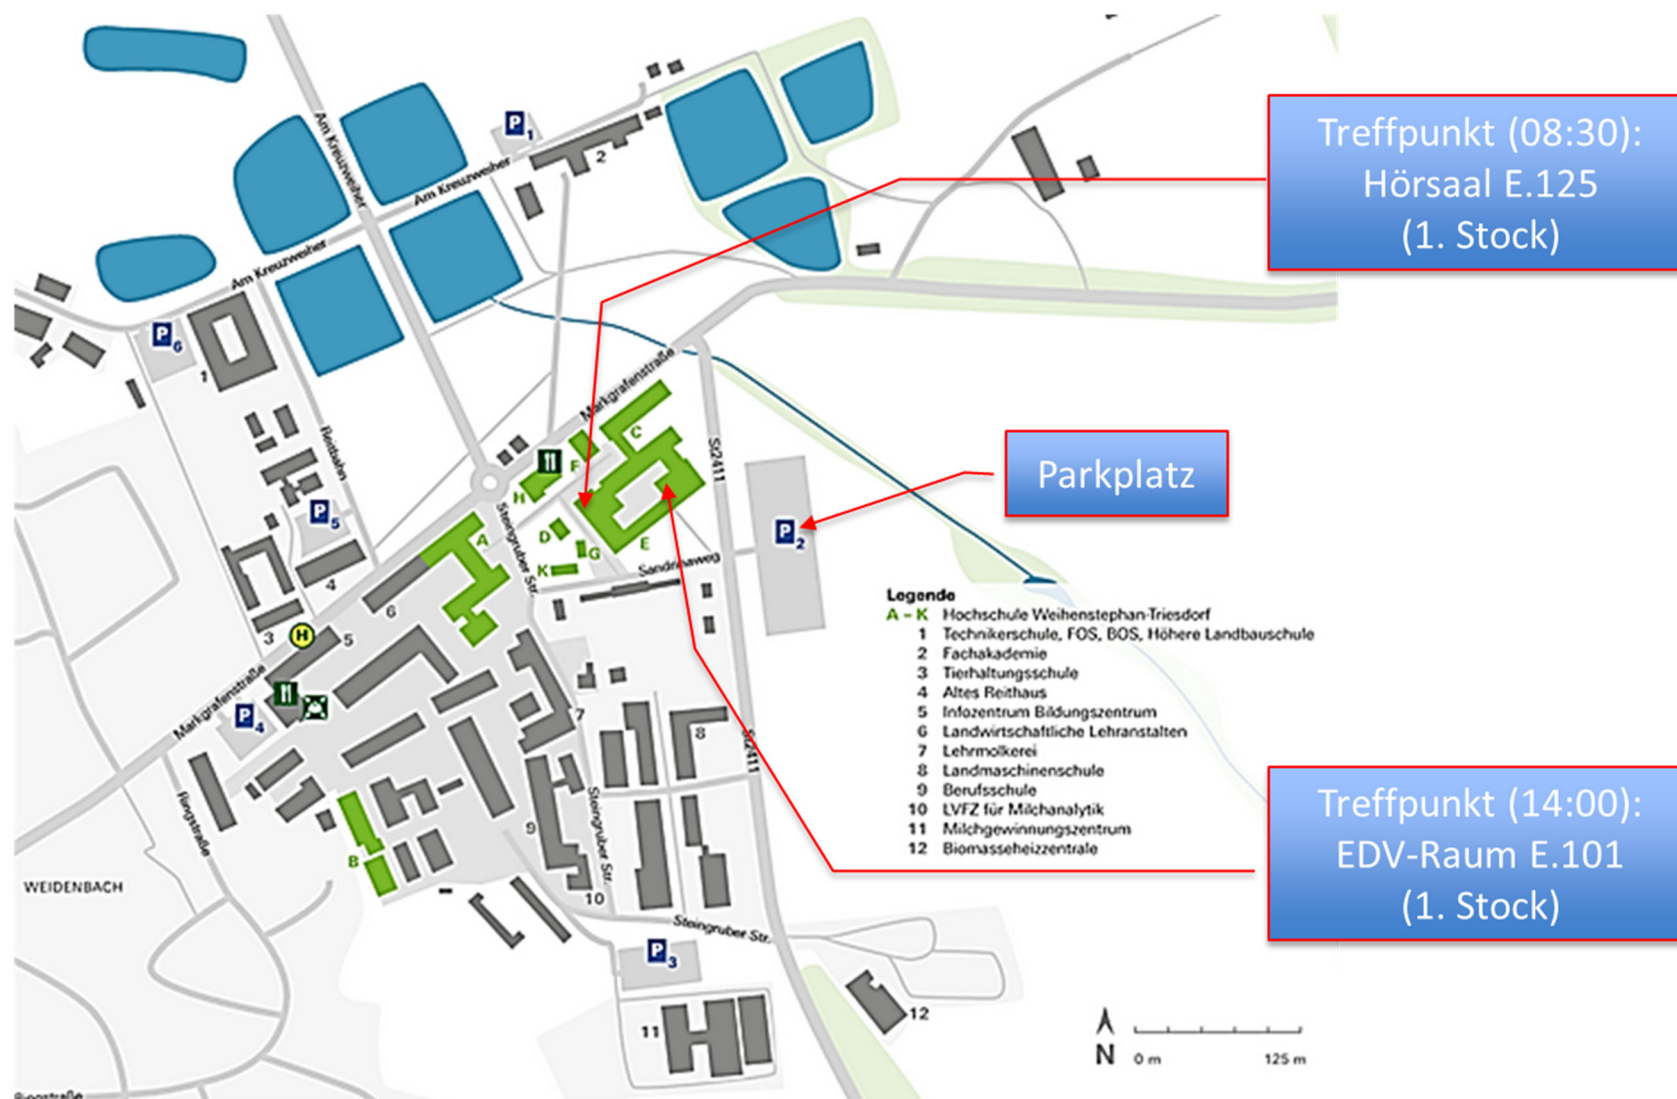 Treffpunkt (08:30):
Hörsaal E.125
(1. Stock)
Parkplatz
Treffpunkt (14:00):
EDV-Raum E.101
(1. Stock)
Am Kreuzweiher
Am Kreuzweiher
Am Kreuzweiher
P1
2
P6
1
Markgrafenstraße
Reitbahn
St2411
C
F
H
P5
Steingruber Str.
A
D
G
E
K
Sandrinaweg
P2
4
6
3
H
5
Markgrafenstraße
P4
7
8
St2411
Ringstraße
Steingruber Str.
9
B
10
WEIDENBACH
Steingruber Str.
P3
11
12
Legende
A – K Hochschule Weihenstephan-Triesdorf
1 Technikerschule, FOS, BOS, Höhere Landbauschule
2 Fachakademie
3 Tierhaltungsschule
4 Altes Reithaus
5 Infozentrum Bildungszentrum
6 Landwirtschaftliche Lehranstalten
7 Lehrmolkerei
8 Landmaschinenschule
9 Berufsschule
10 LVFZ für Milchanalytik
11 Milchgewinnungszentrum
12 Biomasseheizzentrale
N
0 m 125 m